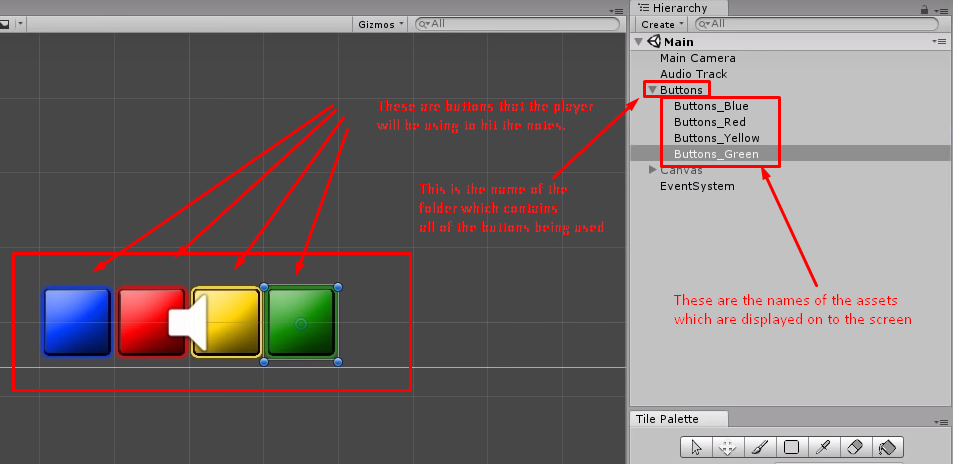 Hierarchy
Gizmos
All
Create
All
Main
Main Camera
Audio Track
Buttons
Buttons_Blue
Buttons_Red
Buttons_Yellow
Buttons_Green
Canvas
EventSystem
These are buttons that the player
will be using to hit the notes.
This is the name of the
folder which contains
all of the buttons being used
These are the names of the assets
which are displayed on to the screen
Tile Palette